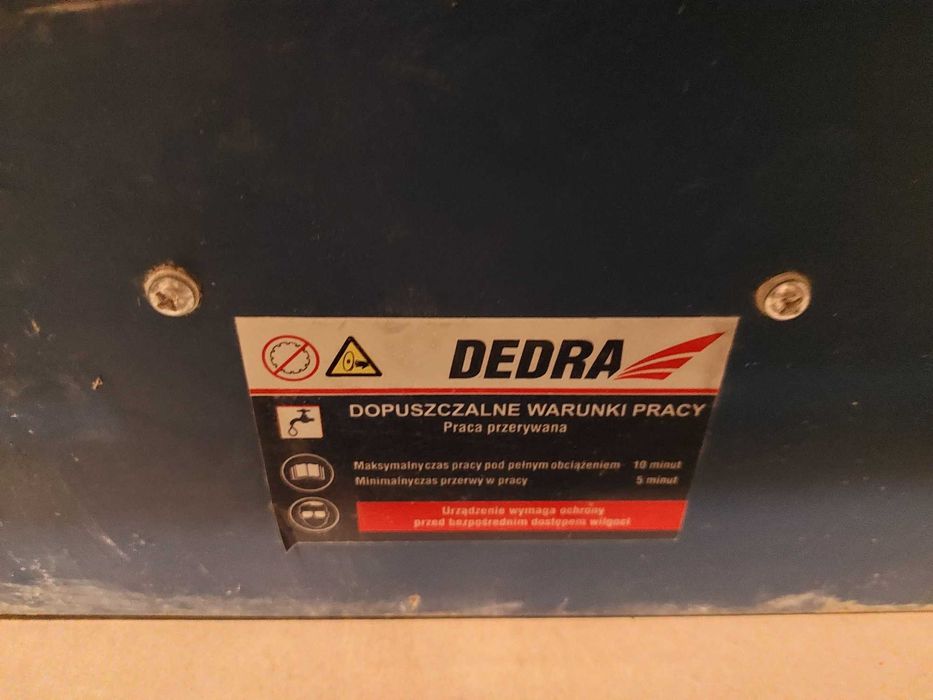 DEDRA
DOPUSZCZALNE WARUNKI PRACY
Praca przerywana
Maksymalny czas pracy pod pełnym obciążeniem 10 minut
Minimalny czas przerwy w pracy 5 minut
Urządzenie wymaga ochrony
przed bezpośrednim dostępem wilgoci